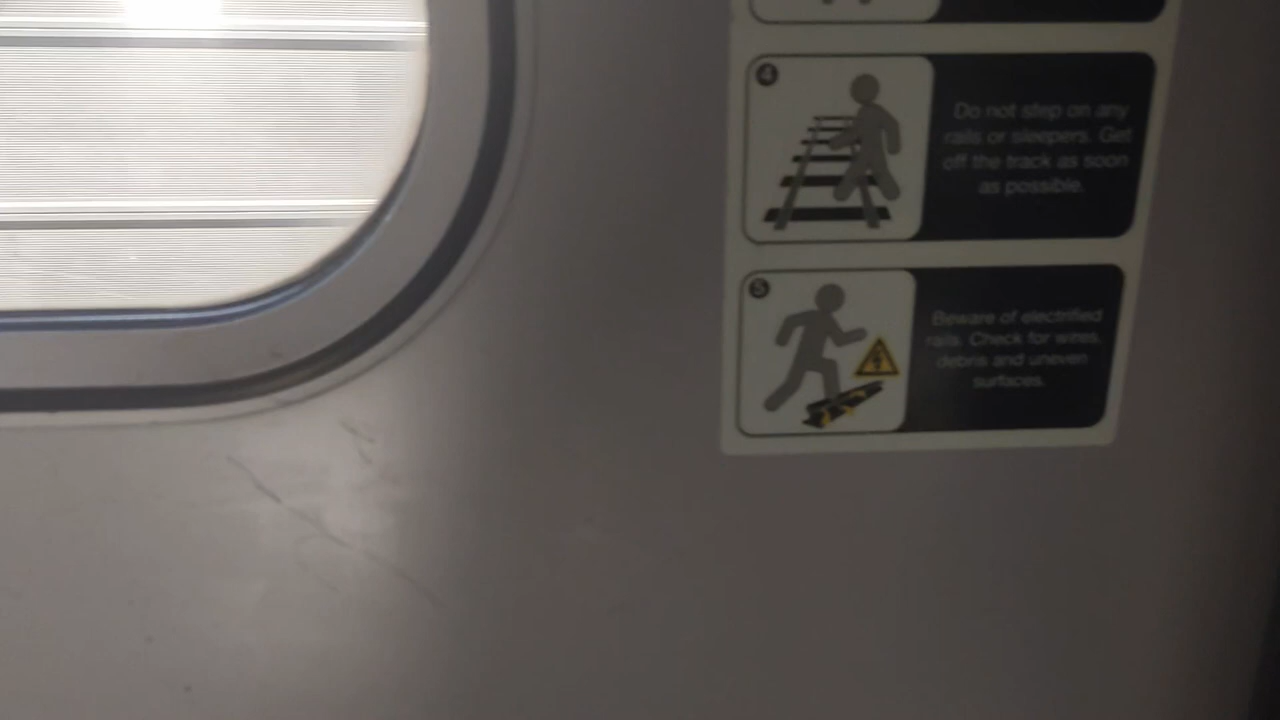 4
Do not step on any
rails or sleepers. Get
off the track as soon
as possible.
5
Beware of electrified
rails. Check for wires,
debris and uneven
surfaces.